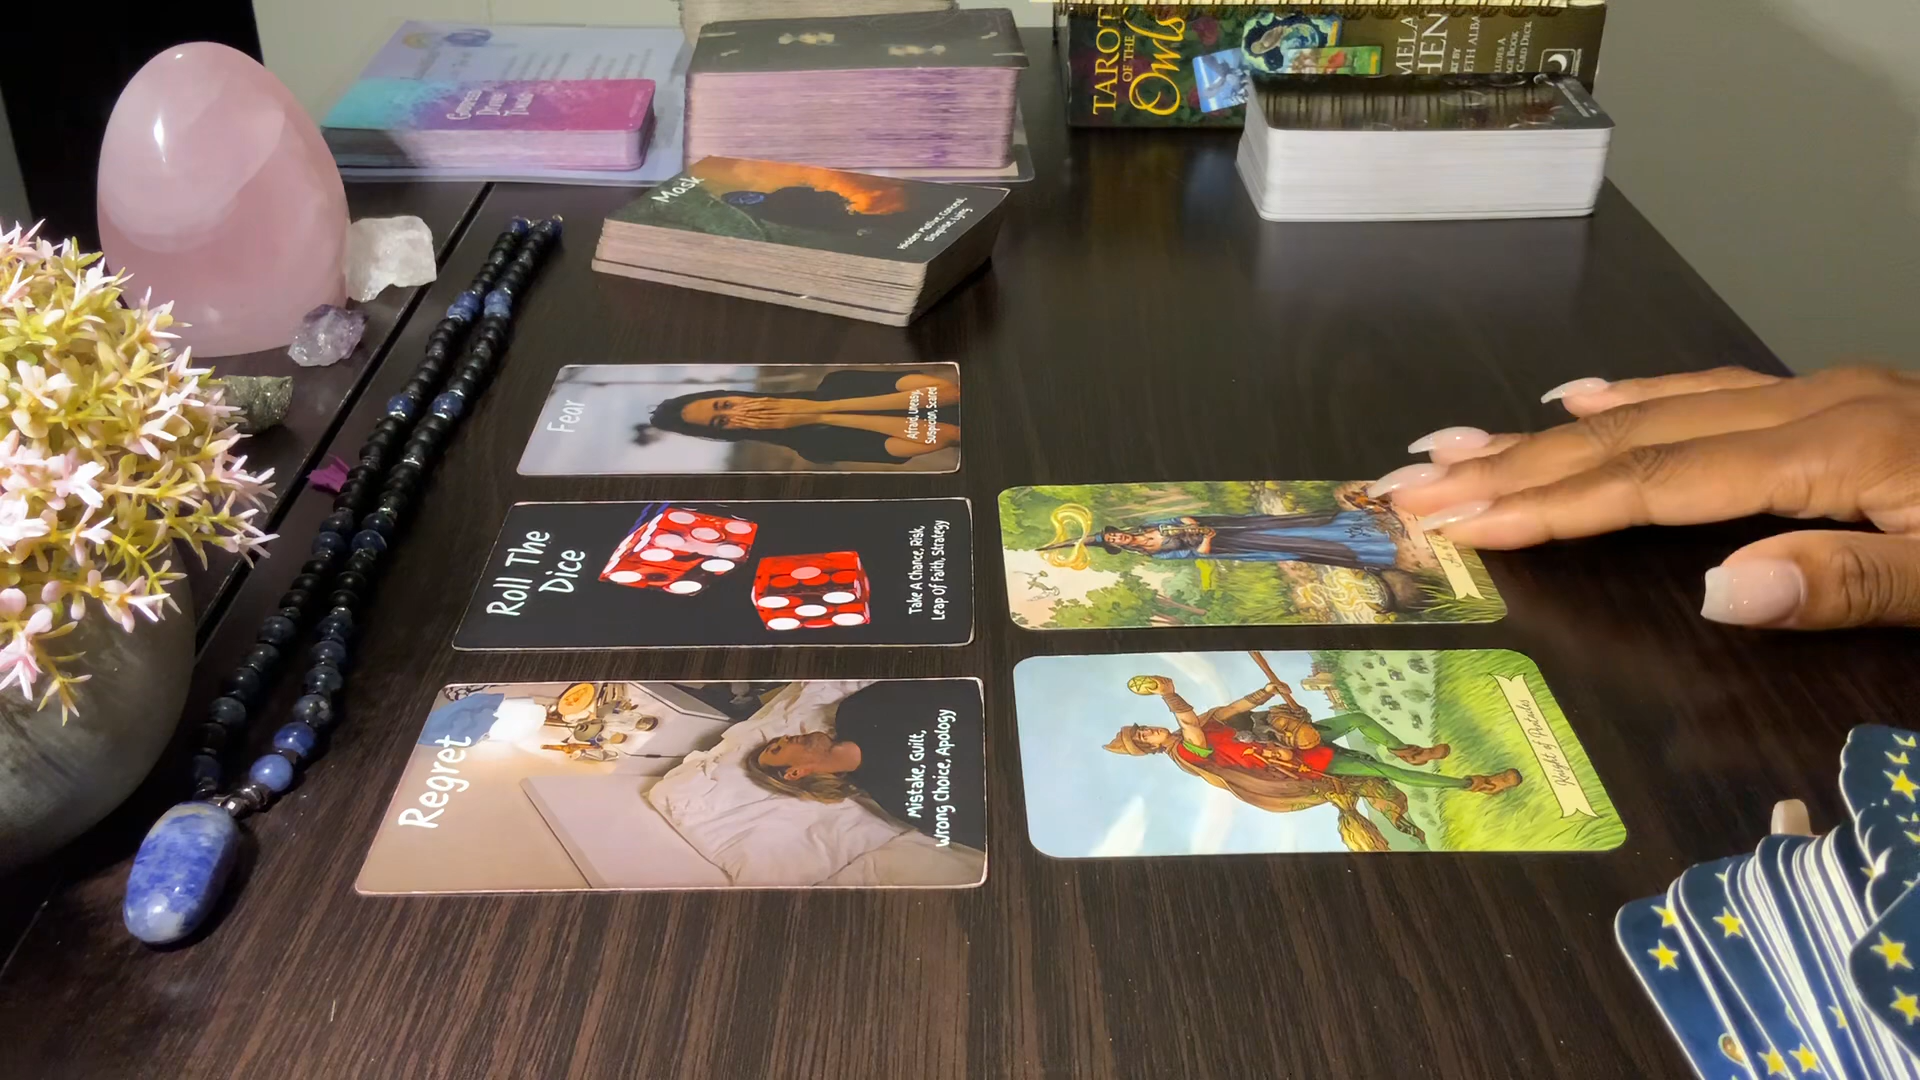 TAROT
OF THE
Owls
Mask
Hidden Motive, Conceal,
Disguise, Lying
Fear
Afraid, Uneasy,
Suspicion, Scared
Roll The
Dice
Take A Chance, Risk,
Leap Of Faith, Strategy
Regret
Mistake, Guilt,
Wrong Choice, Apology
Knight of Pentacles